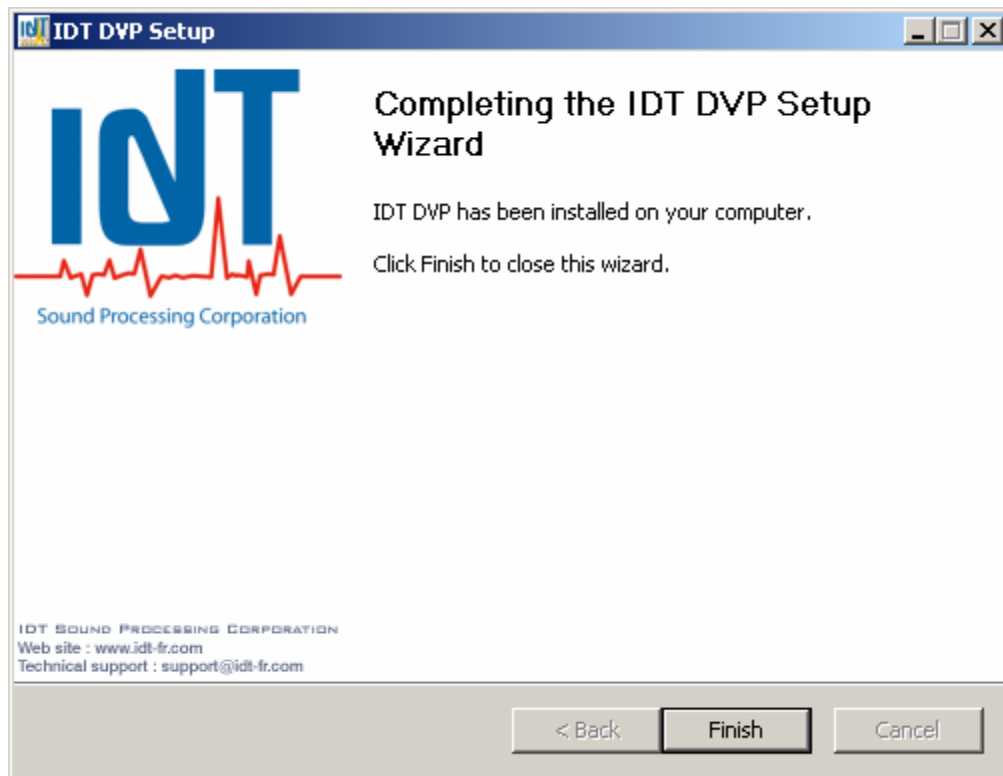 IDT DVP Setup
IDT
Sound Processing Corporation
Completing the IDT DVP Setup
Wizard
IDT DVP has been installed on your computer.
Click Finish to close this wizard.
IDT SOUND PROCESSING CORPORATION
Web site : www.idt-fr.com
Technical support : support@idt-fr.com
< Back
Finish
Cancel